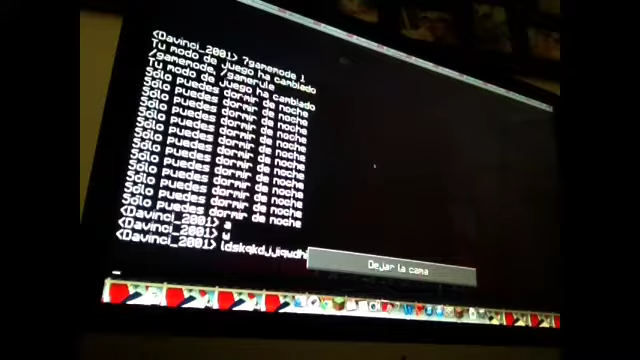 <Davinci_2001> ?gamemode 1
Tu modo de juego ha cambiado
/gamemode, /gamerule
Tu modo de juego ha cambiado
Sólo puedes dormir de noche
Sólo puedes dormir de noche
Sólo puedes dormir de noche
Sólo puedes dormir de noche
Sólo puedes dormir de noche
Sólo puedes dormir de noche
Sólo puedes dormir de noche
Sólo puedes dormir de noche
Sólo puedes dormir de noche
Sólo puedes dormir de noche
Sólo puedes dormir de noche
<Davinci_2001> a
<Davinci_2001> w
<Davinci_2001>
Dejar la cama